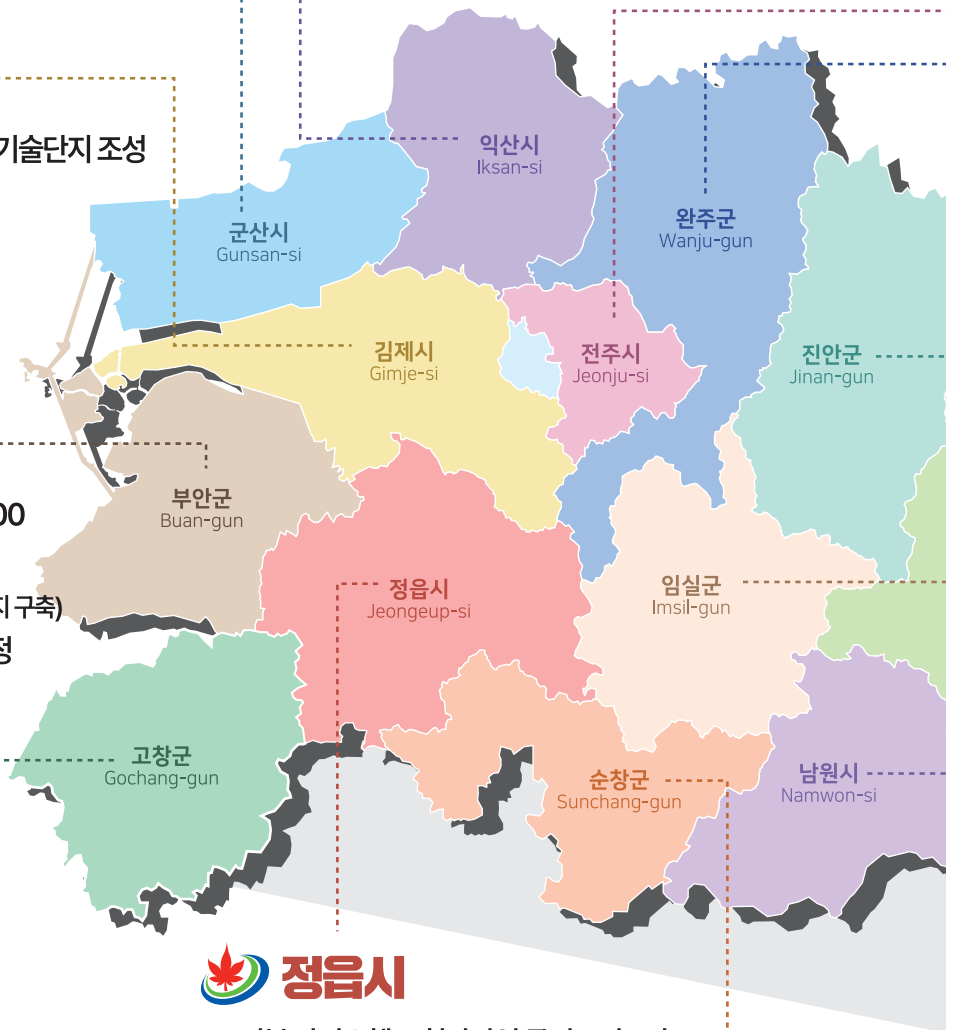 기술단지 조성
익산시
Iksan-si
완주군
Wanju-gun
군산시
Gunsan-si
김제시
Gimje-si
전주시
Jeonju-si
진안군
Jinan-gun
부안군
Buan-gun
00
지 구축)
정
정읍시
Jeongeup-si
임실군
Imsil-gun
고창군
Gochang-gun
순창군
Sunchang-gun
남원시
Namwon-si
정읍시